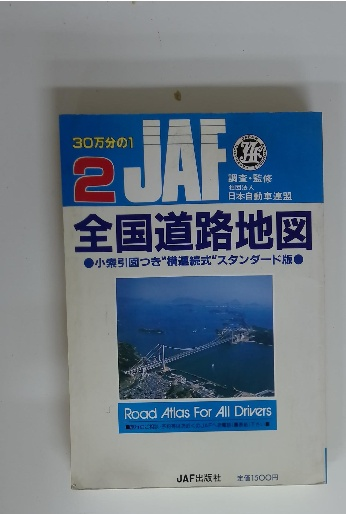 30万分の1
2 JAF
調査・監修
社団法人
日本自動車連盟
全国道路地図
●小索引図つき“横連続式”スタンダード版●
Road Atlas For All Drivers
JAF出版社 定価1500円